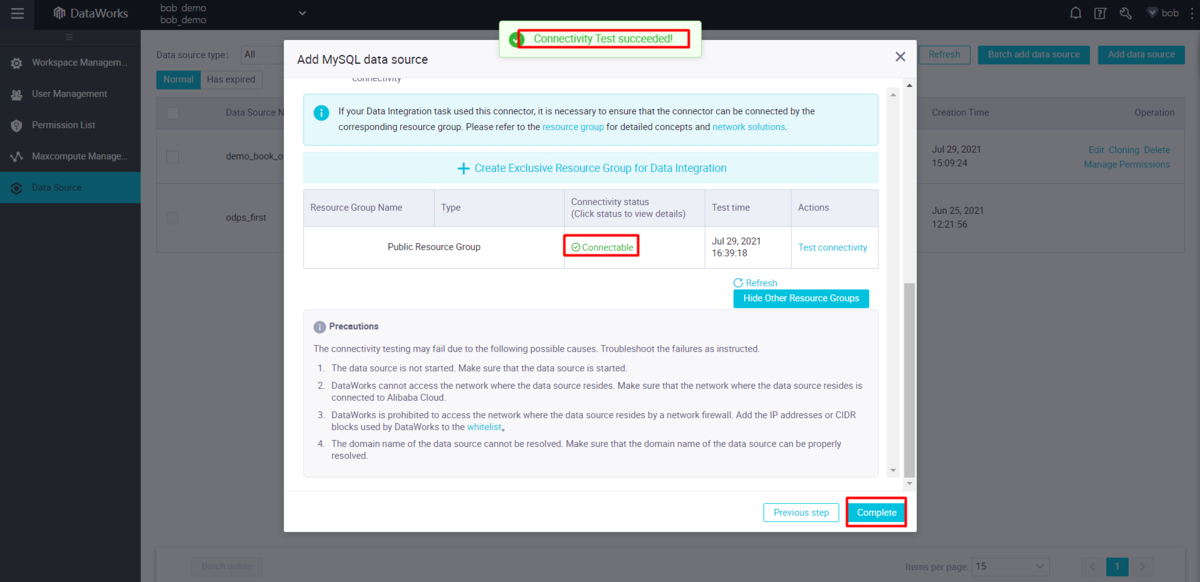 DataWorks
bob demo
bob_demo
bob
Connectivity Test succeeded!
Workspace Managem...
User Management
Permission List
Maxcompute Manage...
Data Source
Data source type:
All
Refresh
Batch add data source
Add data source
Normal
Has expired
Data Source N
Creation Time
Operation
demo_book_o
Jul 29, 2021
15:09:24
Edit Cloning Delete
Manage Permissions
odps_first
Jun 25, 2021
12:21:56
Add MySQL data source
connectivity
If your Data Integration task used this connector, it is necessary to ensure that the connector can be connected by the
corresponding resource group. Please refer to the resource group for detailed concepts and network solutions.
Create Exclusive Resource Group for Data Integration
Resource Group Name
Type
Connectivity status
(Click status to view details)
Test time
Actions
Public Resource Group
Connectable
Jul 29, 2021
16:39:18
Test connectivity
Refresh
Hide Other Resource Groups
Precautions
The connectivity testing may fail due to the following possible causes. Troubleshoot the failures as instructed.
1. The data source is not started. Make sure that the data source is started.
2. DataWorks cannot access the network where the data source resides. Make sure that the network where the data source resides is
connected to Alibaba Cloud.
3. DataWorks is prohibited to access the network where the data source resides by a network firewall. Add the IP addresses or CIDR
blocks used by DataWorks to the whitelist。
4. The domain name of the data source cannot be resolved. Make sure that the domain name of the data source can be properly
resolved.
Previous step
Complete
Batch delete
Items per page:
15
1